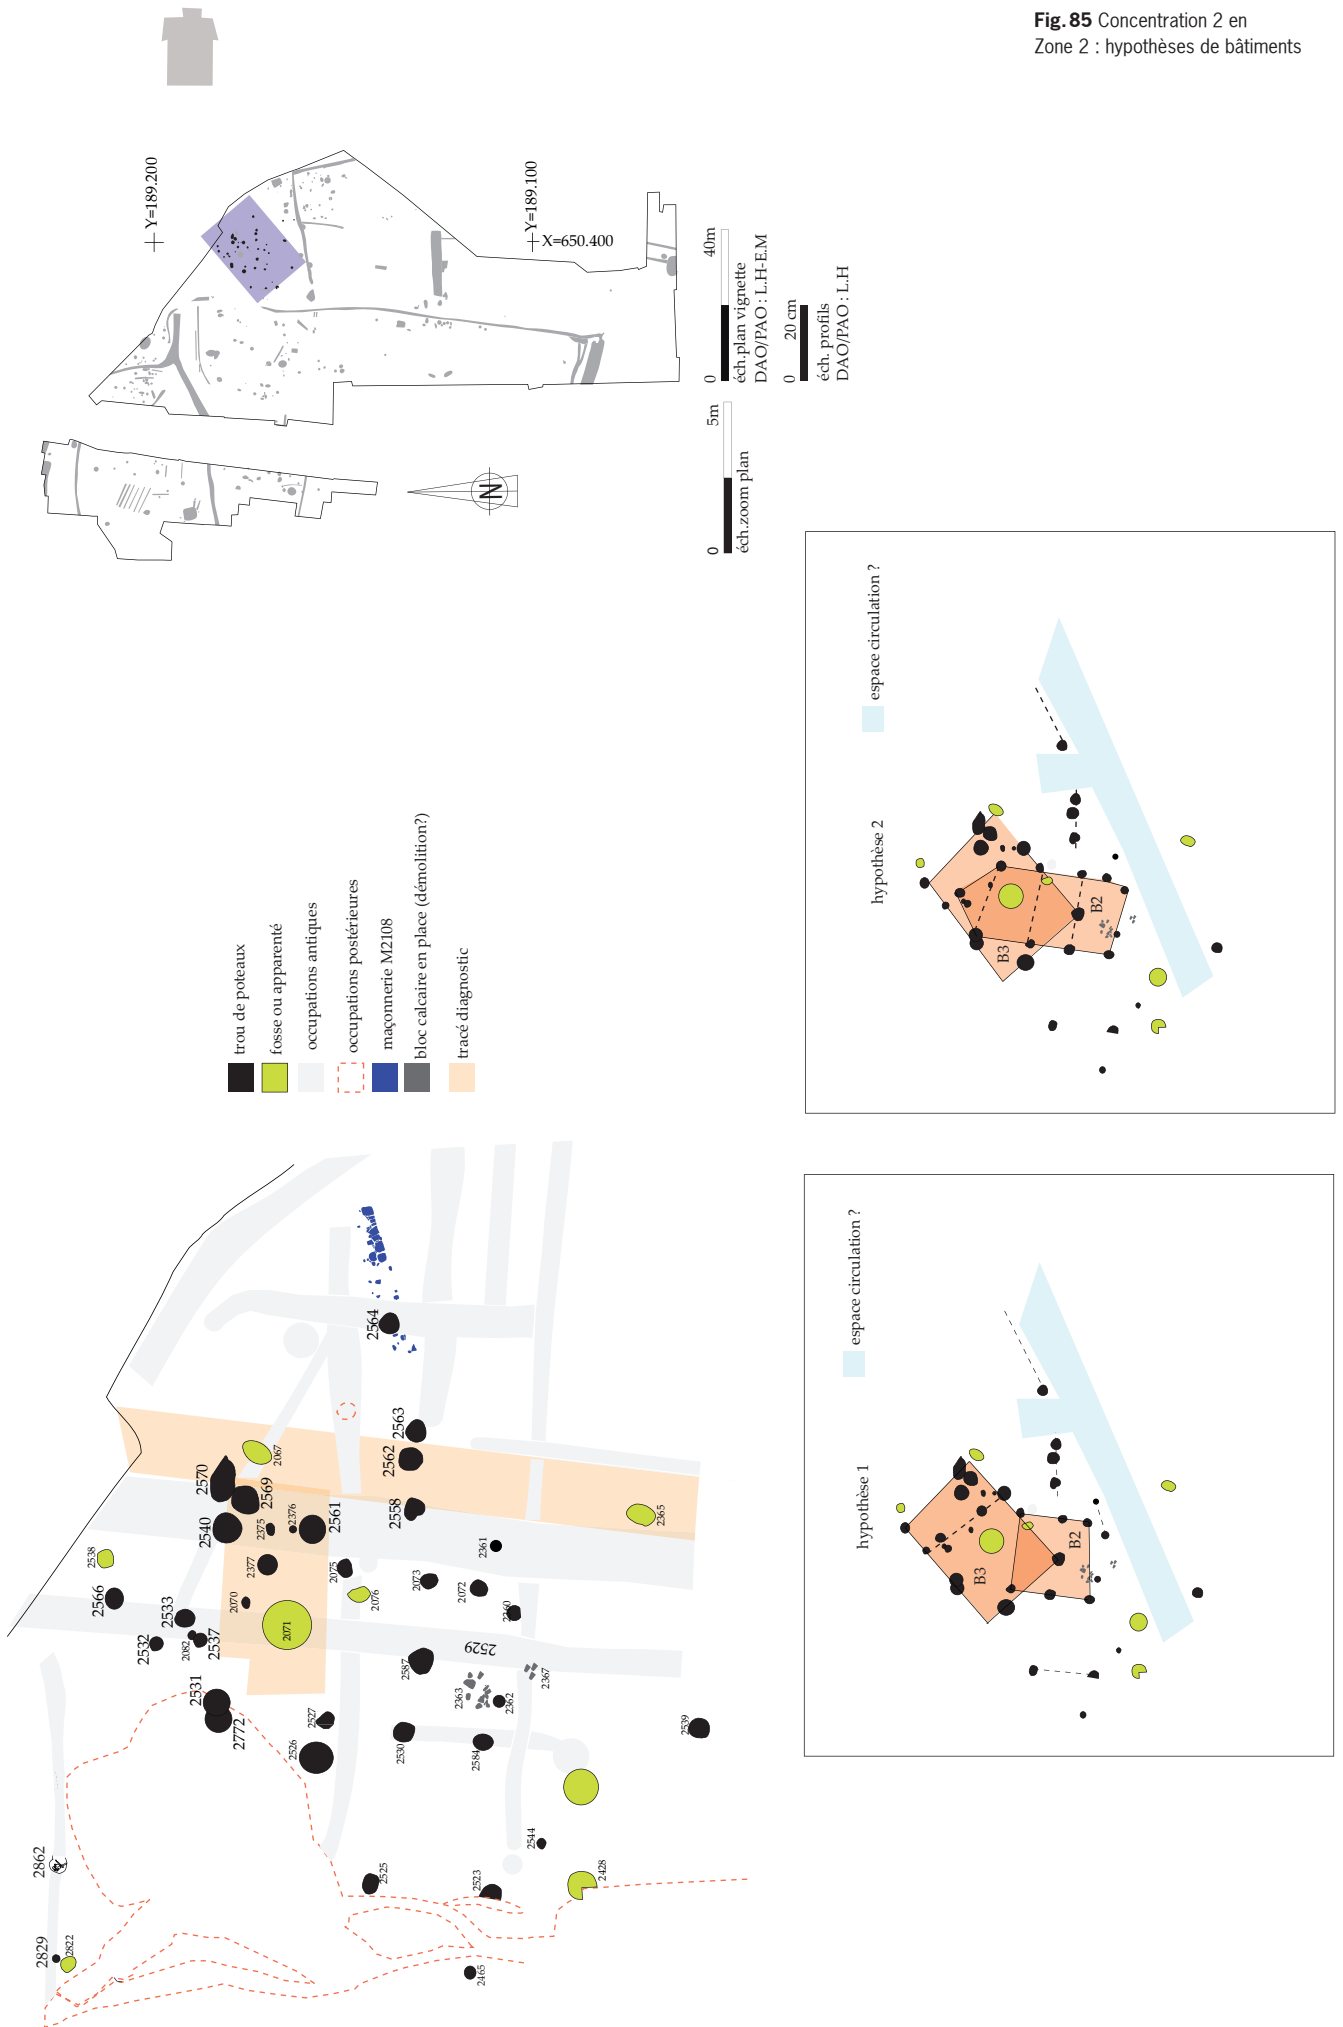 Fig. 85 Concentration 2 en
Zone 2 : hypothèses de bâtiments
Y=189.200
Y=189.100
X=650.400
0 40m
éch.plan vignette
DAO/PAO : L.H-E.M
0 20 cm
éch. profils
DAO/PAO : L.H
0 5m
éch.zoom plan
N
trou de poteaux
fosse ou apparenté
occupations antiques
occupations postérieures
maçonnerie M2108
bloc calcaire en place (démolition?)
tracé diagnostic
2564
2563
2562
2558
2570
2569
2067
2540
2375
2376
2561
2365
2361
2538
2566
2377
2075
2076
2073
2072
2360
2533
2532
2082
2537
2070
2071
2529
2587
2363
2362
2367
2531
2772
2527
2526
2530
2584
2539
2862
2525
2523
2544
2428
2829
2822
2465
hypothèse 2
espace circulation ?
B3
B2
hypothèse 1
espace circulation ?
B3
B2